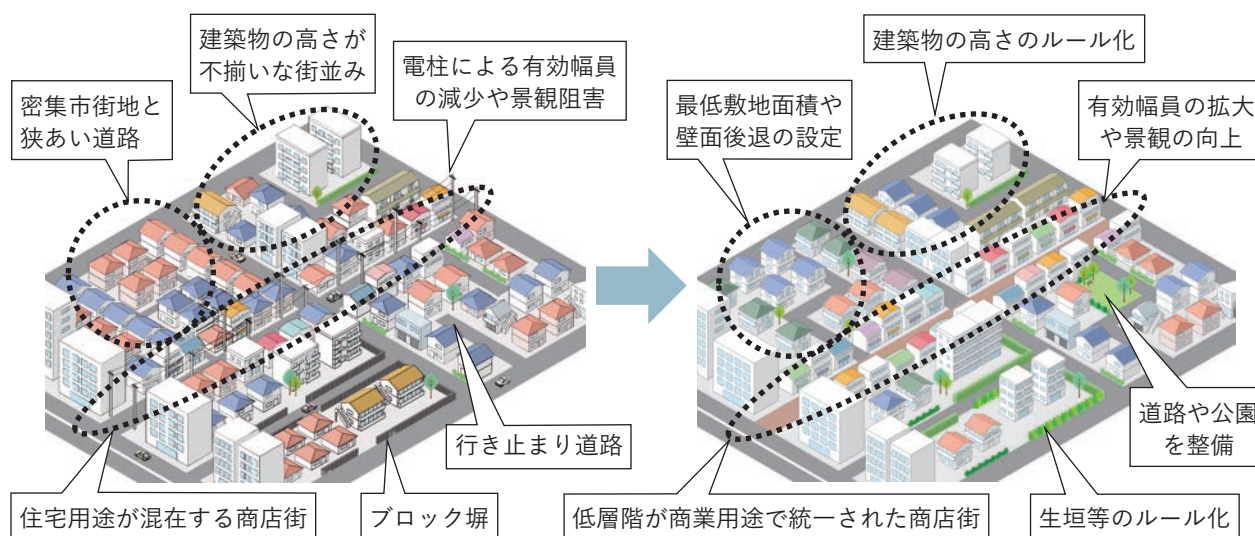 建築物の高さが
不揃いな街並み
電柱による有効幅員
の減少や景観阻害
密集市街地と
狭あい道路
行き止まり道路
住宅用途が混在する商店街
ブロック塀
建築物の高さのルール化
最低敷地面積や
壁面後退の設定
有効幅員の拡大
や景観の向上
道路や公園
を整備
低層階が商業用途で統一された商店街
生垣等のルール化